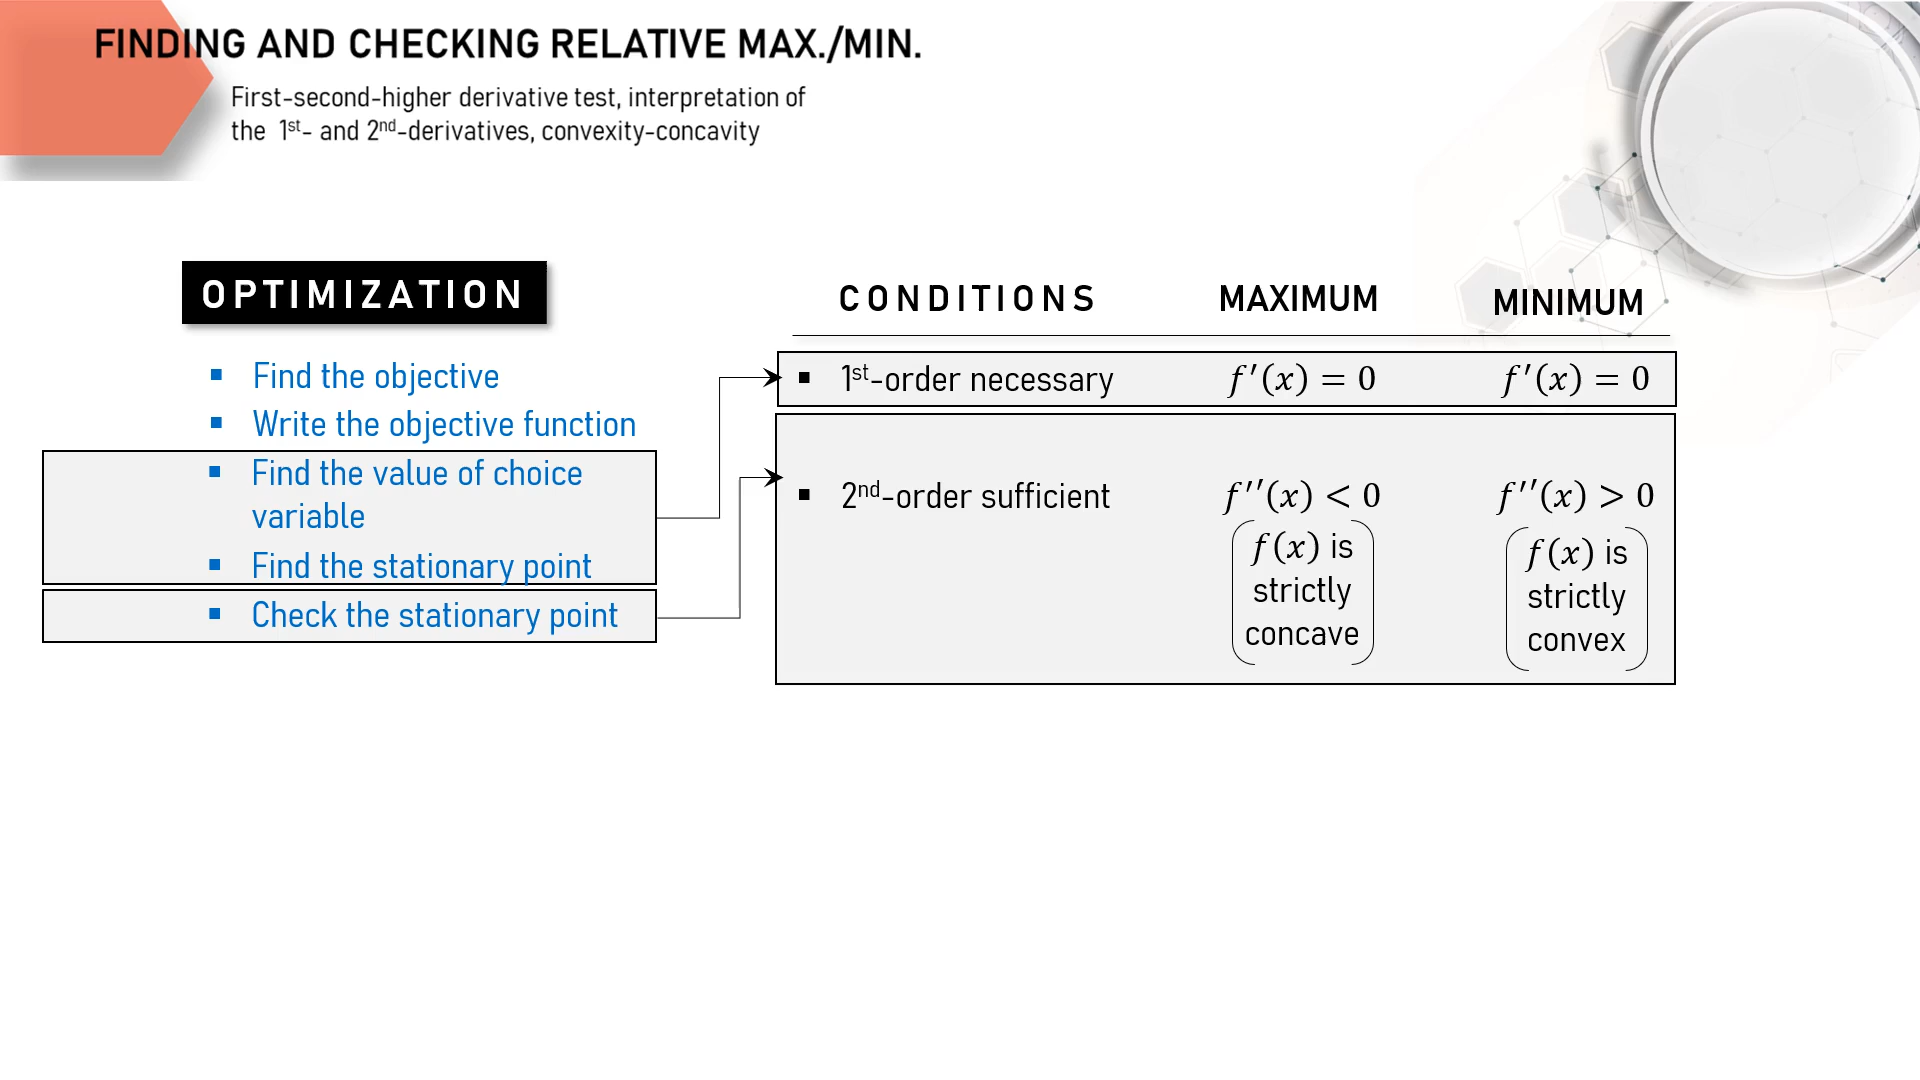 FINDING AND CHECKING RELATIVE MAX./MIN.
First-second-higher derivative test, interpretation of
the 1st- and 2nd-derivatives, convexity-concavity
OPTIMIZATION
▪ Find the objective
▪ Write the objective function
▪ Find the value of choice
variable
▪ Find the stationary point
▪ Check the stationary point
CONDITIONS MAXIMUM MINIMUM
▪ 1st-order necessary f′(x) = 0 f′(x) = 0
▪ 2nd-order sufficient f′′(x) < 0 f′′(x) > 0
(f(x) is
strictly
concave)
(f(x) is
strictly
convex)